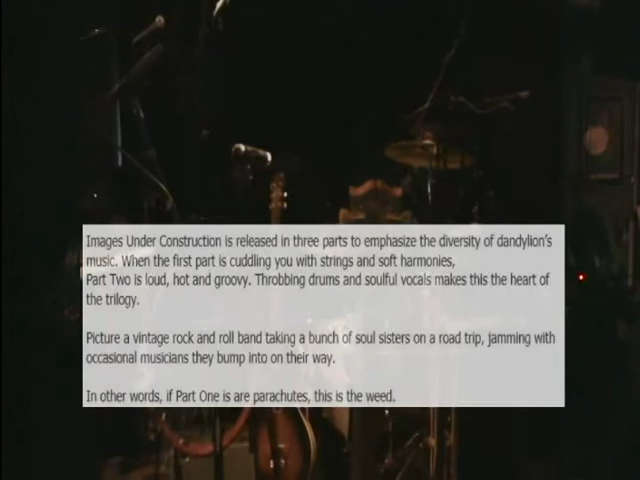 Images Under Construction is released in three parts to emphasize the diversity of dandylion's
music. When the first part is cuddling you with strings and soft harmonies,
Part Two is loud, hot and groovy. Throbbing drums and soulful vocals makes this the heart of
the trilogy.
Picture a vintage rock and roll band taking a bunch of soul sisters on a road trip, jamming with
occasional musicians they bump into on their way.
In other words, if Part One is are parachutes, this is the weed.